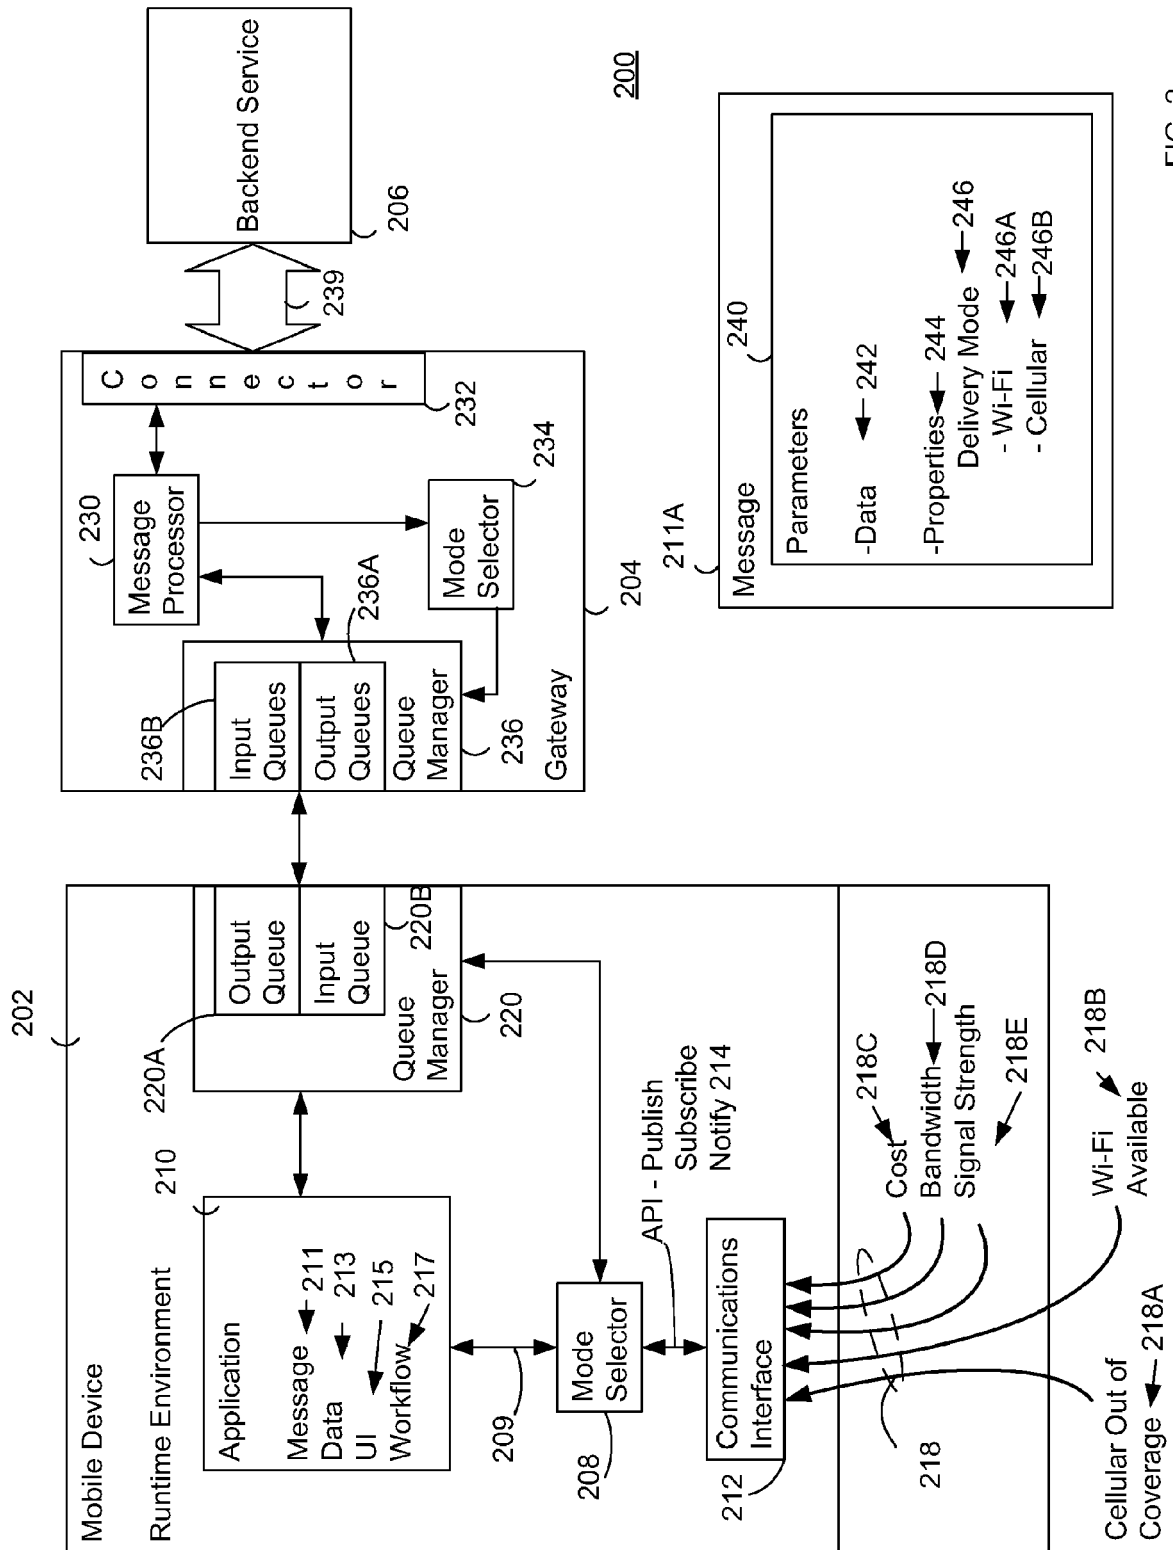 Mobile Device
202
Runtime Environment
210
Application
Message 211
Data 213
UI 215
Workflow 217
209
Mode
Selector
208
API - Publish
Subscribe
Notify 214
Communications
Interface
212
218
Cost
218C
Bandwidth 218D
Signal Strength
218E
Wi-Fi
Available
218B
Cellular Out of
Coverage 218A
220A
Output
Queue
Input
Queue
220B
Queue
Manager
220
236B
Input
Queues
Output
Queues
236A
Queue
Manager
236
Gateway
204
Message
Processor
230
Mode
Selector
234
Connector
232
239
Backend Service
206
200
211A
Message
240
Parameters
-Data 242
-Properties 244
Delivery Mode 246
- Wi-Fi 246A
- Cellular 246B